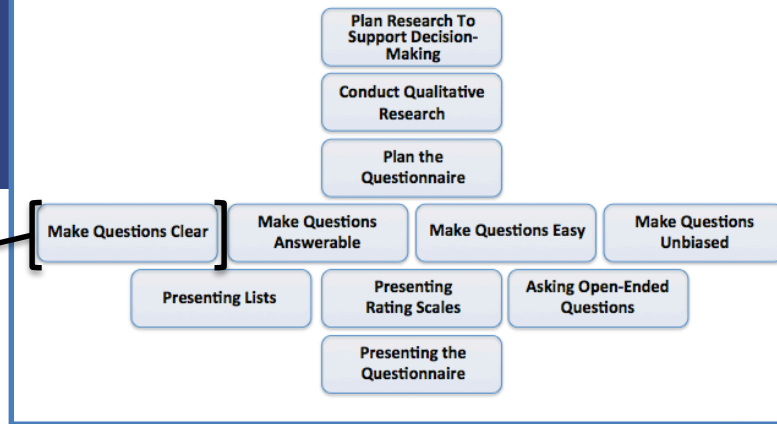 Plan Research To
Support Decision-
Making
Conduct Qualitative
Research
Plan the
Questionnaire
Make Questions Clear
Make Questions
Answerable
Make Questions Easy
Make Questions
Unbiased
Presenting Lists
Presenting
Rating Scales
Asking Open-Ended
Questions
Presenting the
Questionnaire